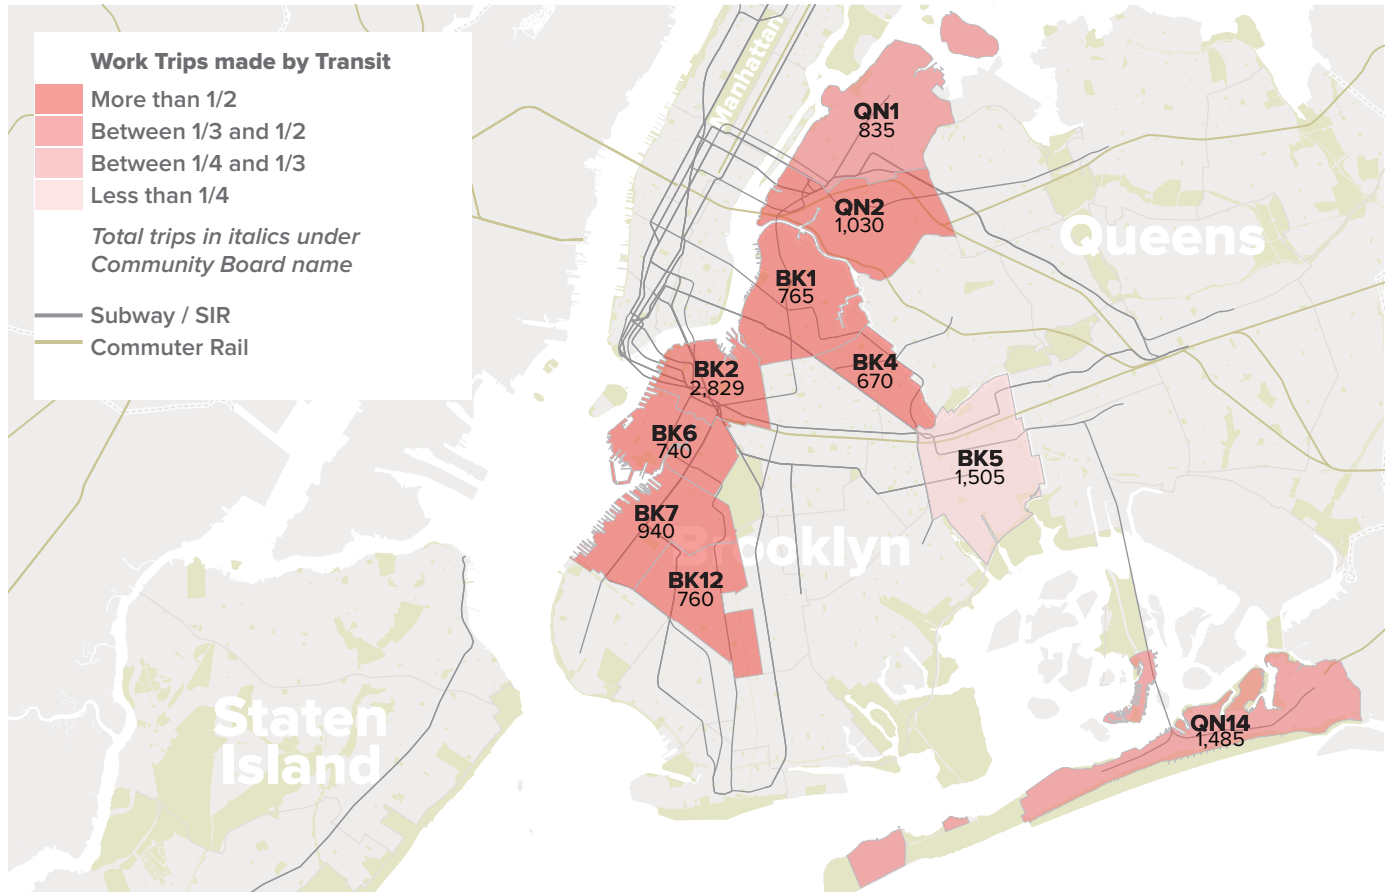 Work Trips made by Transit
More than 1/2
Between 1/3 and 1/2
Between 1/4 and 1/3
Less than 1/4
Total trips in italics under
Community Board name
Subway / SIR
Commuter Rail
Manhattan
QN1
835
QN2
1,030
Queens
BK1
765
BK4
670
BK2
2,829
BK6
740
BK5
1,505
BK7
940
Brooklyn
BK12
760
Staten
Island
QN14
1,485